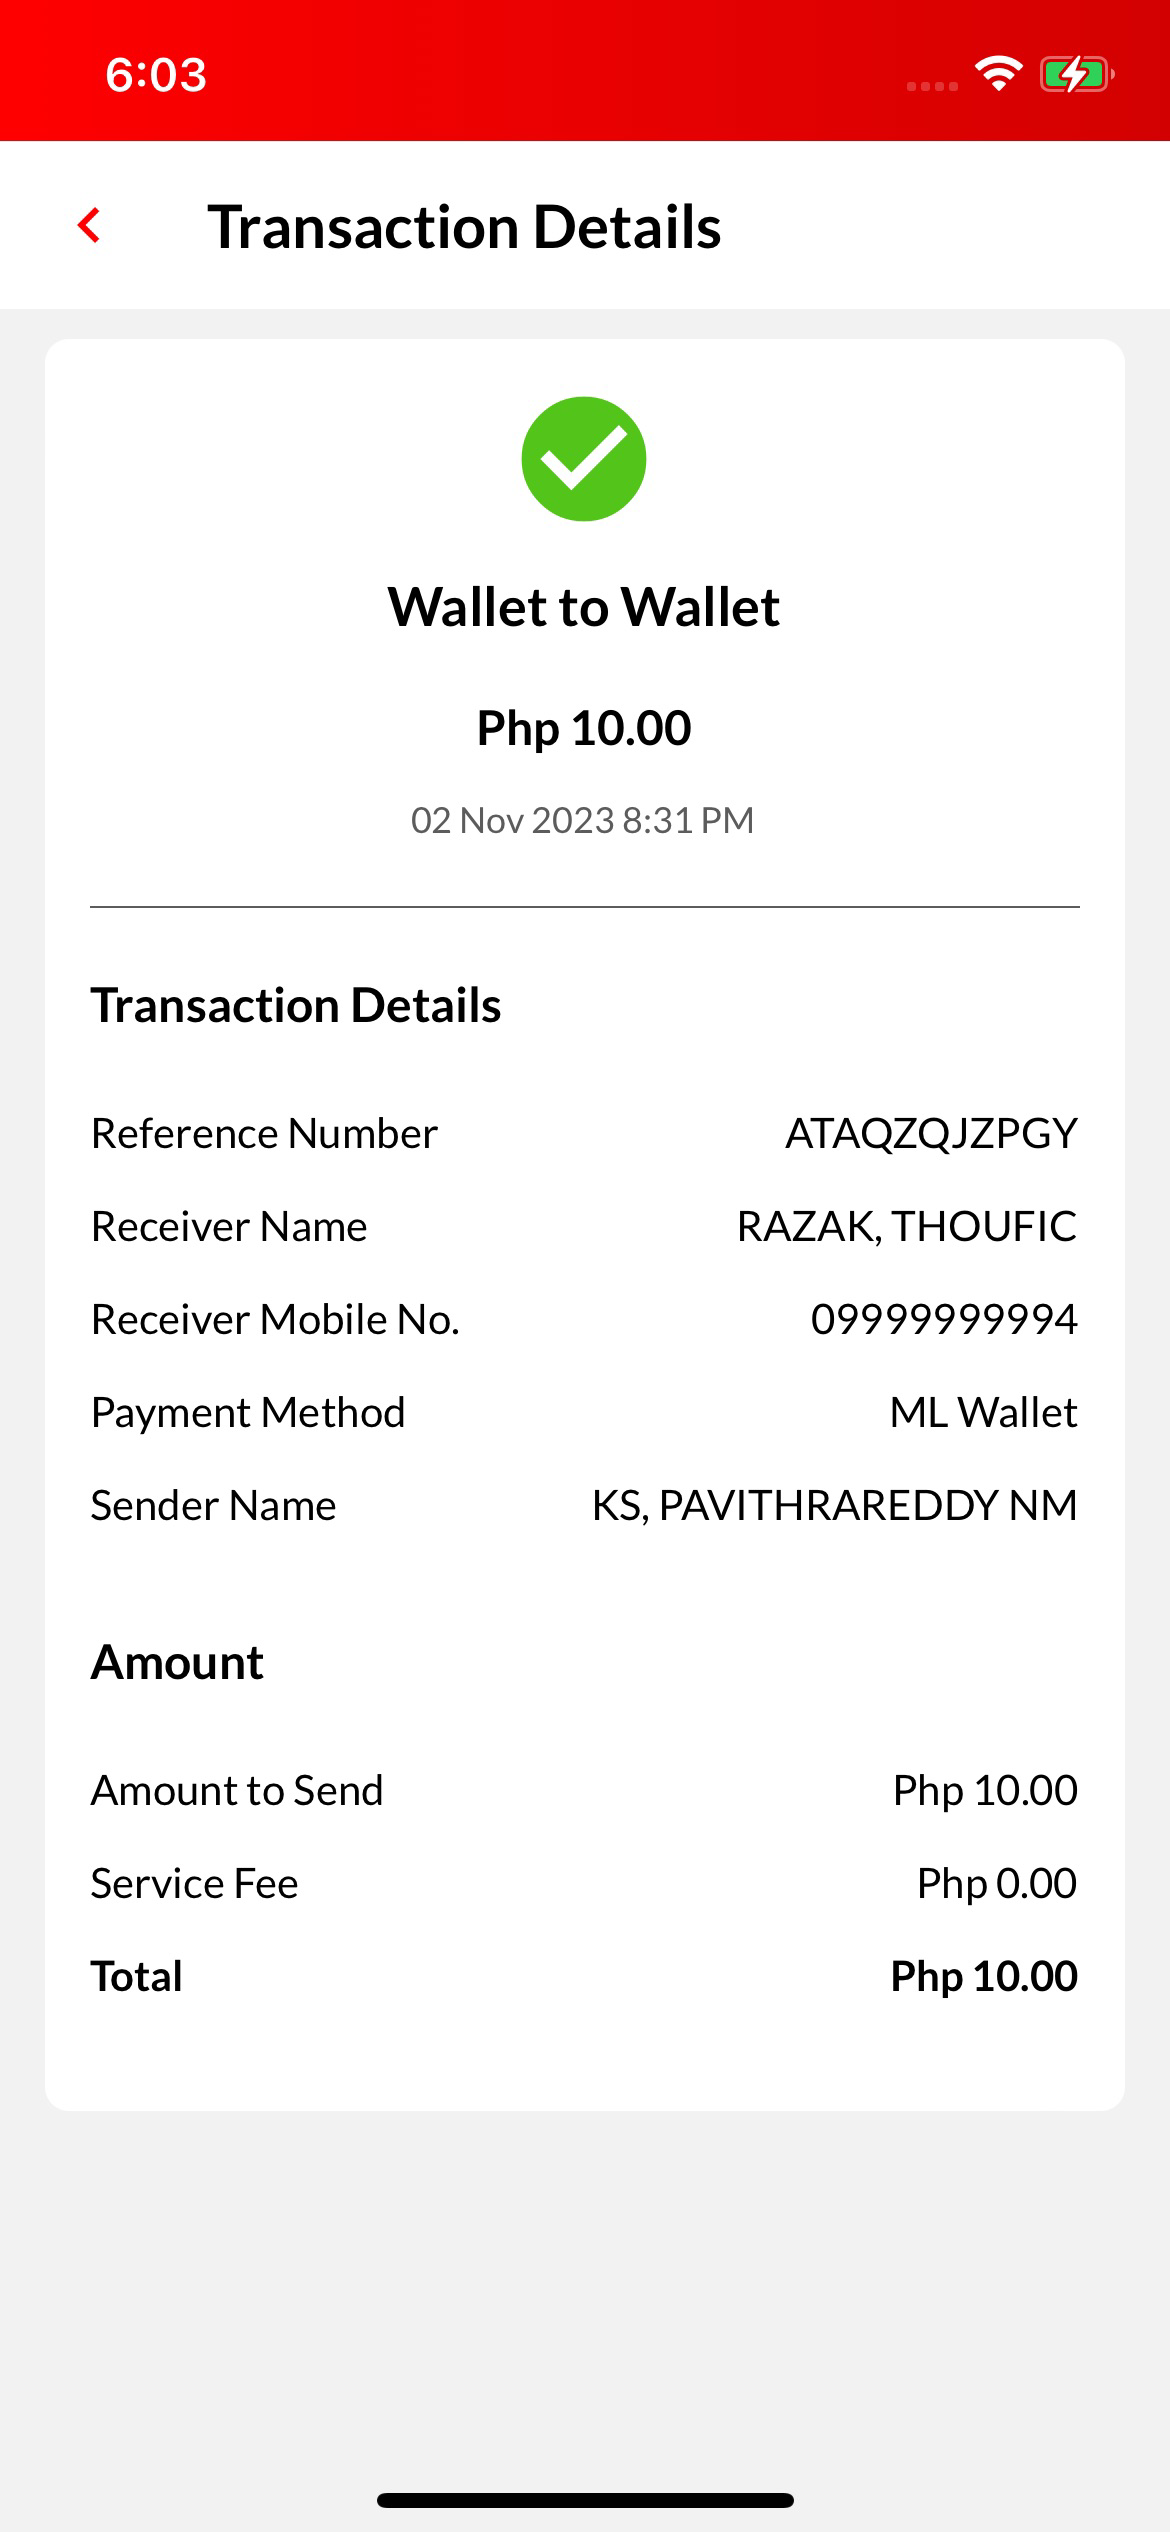 6:03
Transaction Details
Wallet to Wallet
Php 10.00
02 Nov 2023 8:31 PM
Transaction Details
Reference Number ATAQZQJZPGY
Receiver Name RAZAK, THOUFIC
Receiver Mobile No. 09999999994
Payment Method ML Wallet
Sender Name KS, PAVITHRAREDDY NM
Amount
Amount to Send Php 10.00
Service Fee Php 0.00
Total Php 10.00